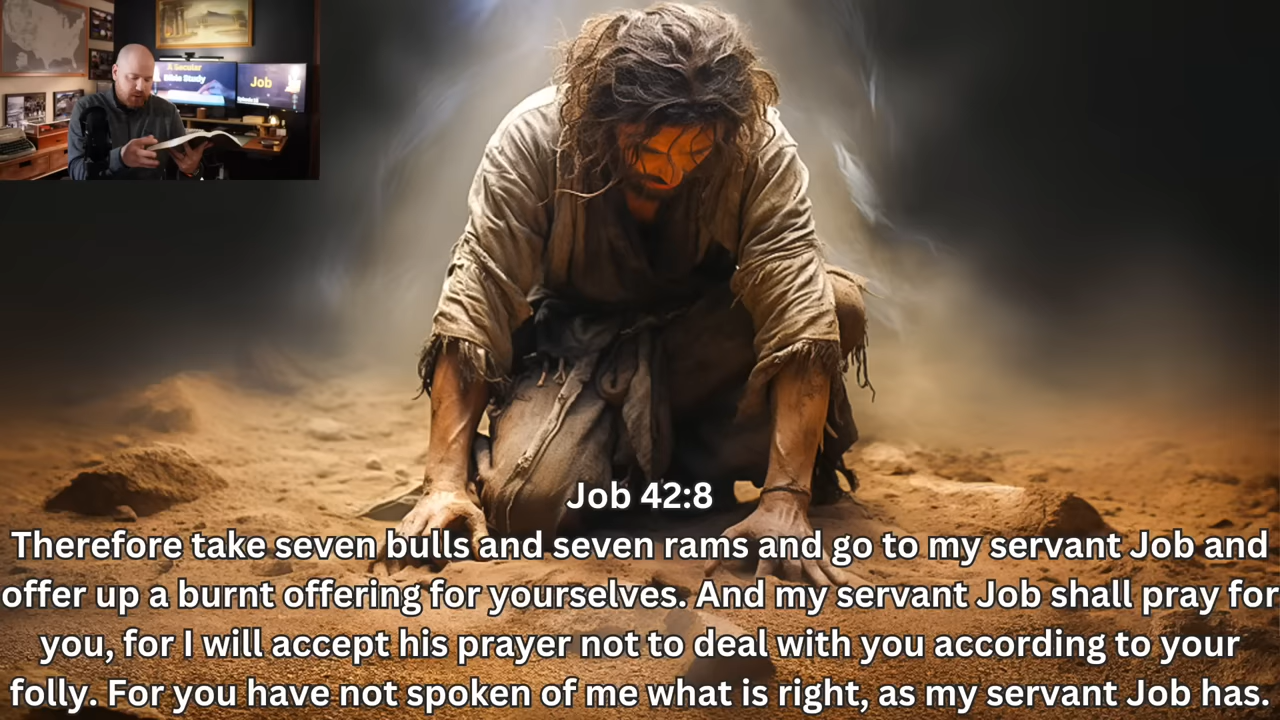 A Secular
Bible Study
Job
Job 42:8
Therefore take seven bulls and seven rams and go to my servant Job and
offer up a burnt offering for yourselves. And my servant Job shall pray for
you, for I will accept his prayer not to deal with you according to your
folly. For you have not spoken of me what is right, as my servant Job has.